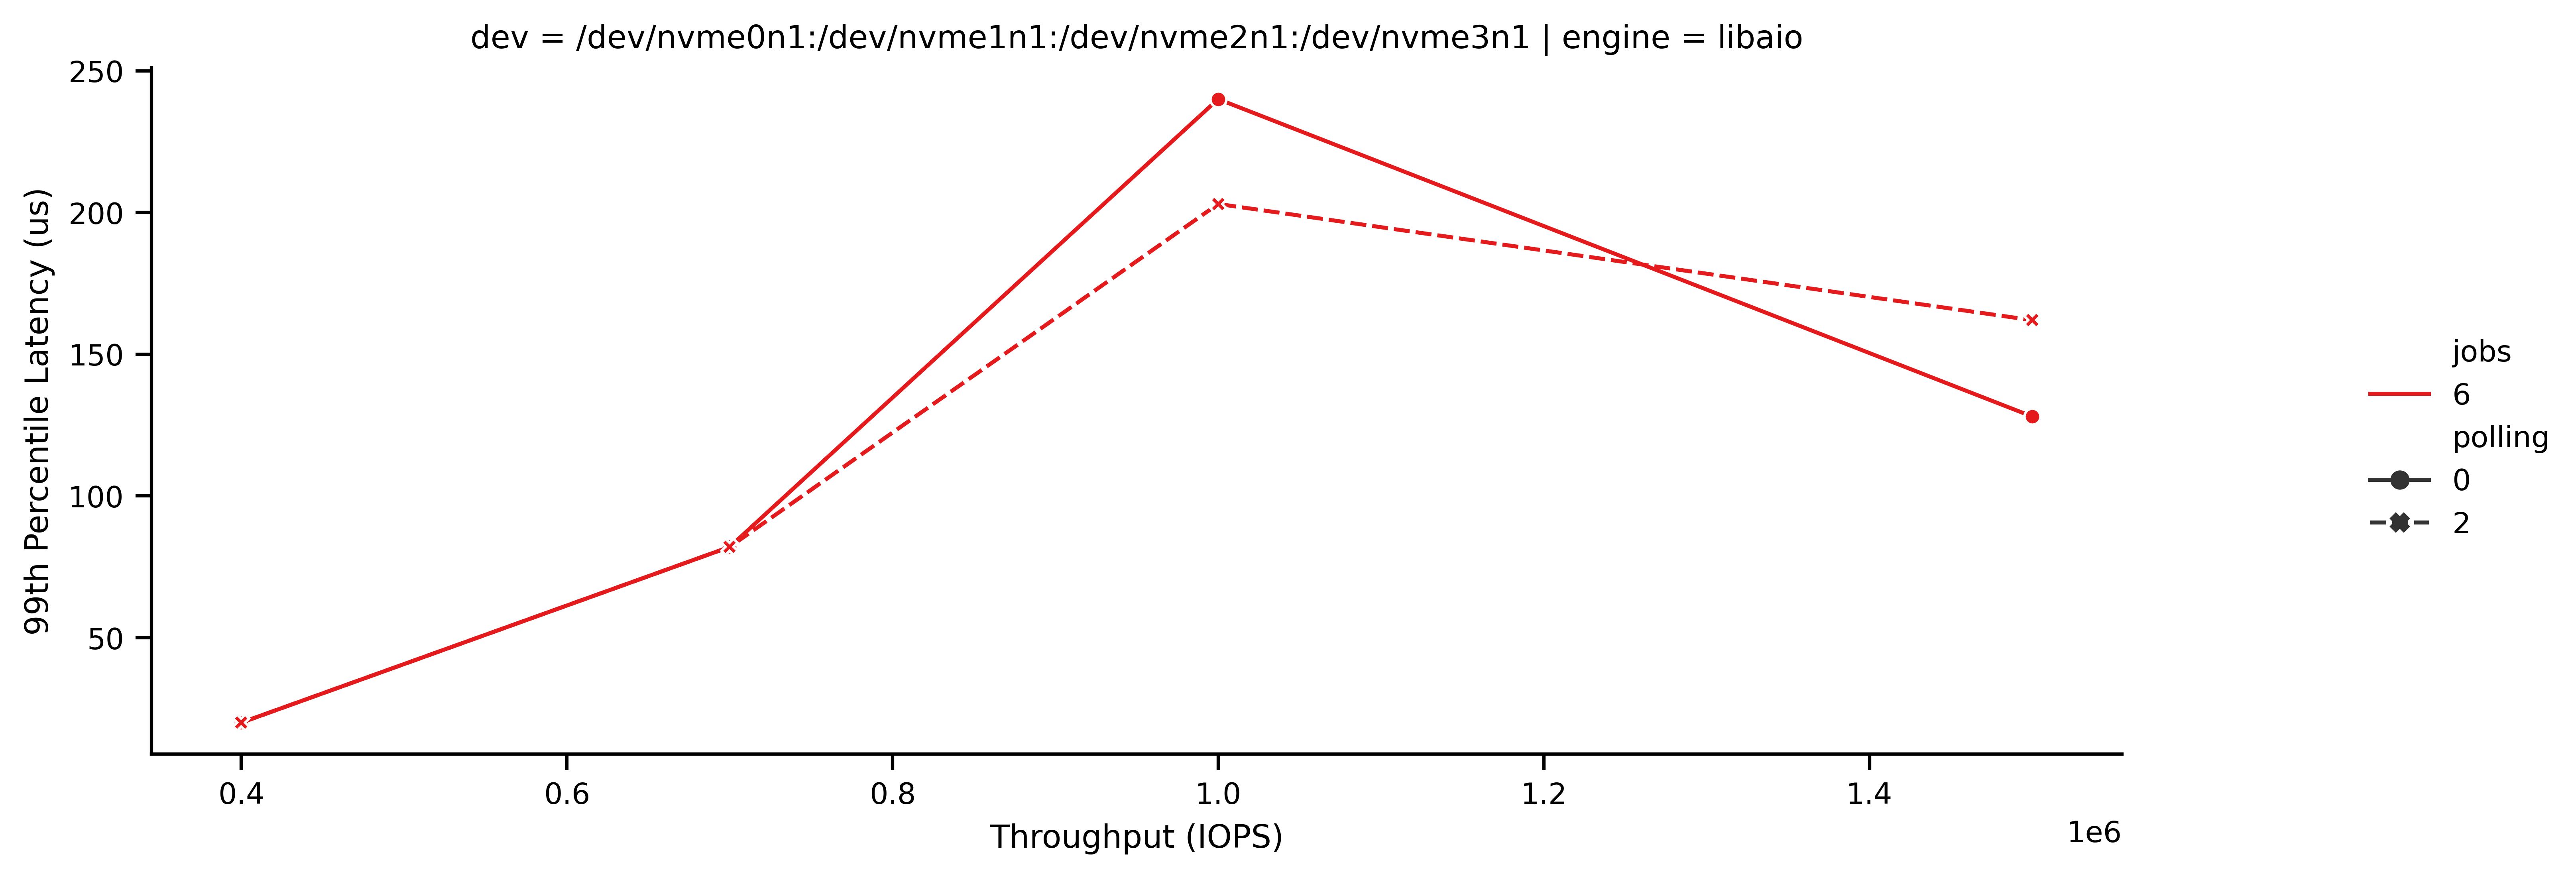 dev = /dev/nvme0n1:/dev/nvme1n1:/dev/nvme2n1:/dev/nvme3n1 | engine = libaio
99th Percentile Latency (us)
250
200
150
100
50
0.4
0.6
0.8
1.0
1.2
1.4
1e6
Throughput (IOPS)
jobs
6
polling
0
2